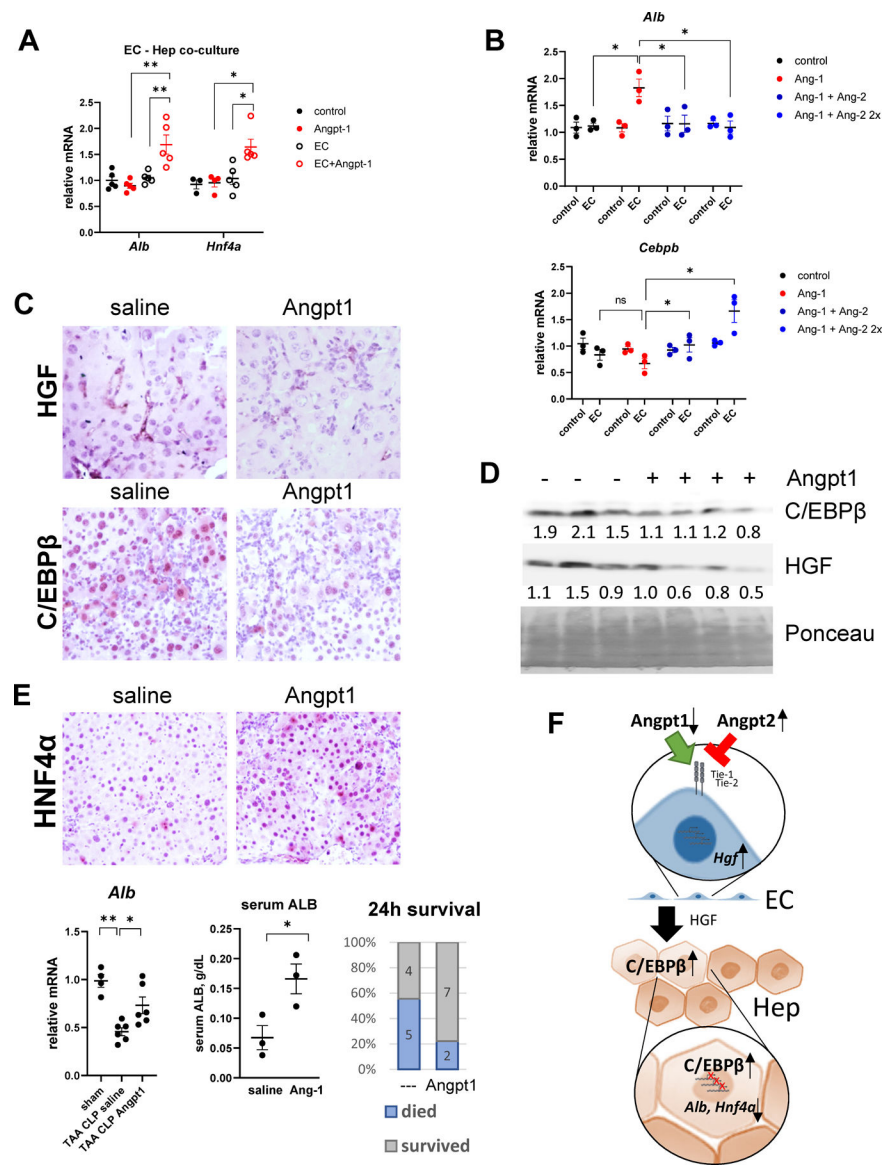 A
EC - Hep co-culture
** 
**
*
*
relative mRNA
2.5
2.0
1.5
1.0
0.5
0.0
Alb
Hnf4a
control
Angpt-1
EC
EC+Angpt-1
B
Alb
*
*
*
relative mRNA
2.5
2.0
1.5
1.0
0.5
0.0
control
EC
control
EC
control
EC
control
EC
control
Ang-1
Ang-1 + Ang-2
Ang-1 + Ang-2 2x
Cebpb
ns
*
*
relative mRNA
2.5
2.0
1.5
1.0
0.5
0.0
control
EC
control
EC
control
EC
control
EC
control
Ang-1
Ang-1 + Ang-2
Ang-1 + Ang-2 2x
C
saline
Angpt1
HGF
saline
Angpt1
C/EBPβ
D
- - - + + + + Angpt1
C/EBPβ
1.9 2.1 1.5 1.1 1.1 1.2 0.8
HGF
1.1 1.5 0.9 1.0 0.6 0.8 0.5
Ponceau
E
saline
Angpt1
HNF4α
Alb
**
*
relative mRNA
1.5
1.0
0.5
0.0
sham
TAA CLP saline
TAA CLP Angpt1
serum ALB
*
serum ALB, g/dL
0.25
0.20
0.15
0.10
0.05
0.00
saline Ang-1
24h survival
100%
80%
60%
40%
20%
0%
4
5
7
2
--- Angpt1
died
survived
F
Angpt1
Angpt2
Tie-1
Tie-2
Hgf
EC
HGF
C/EBPβ
Hep
C/EBPβ
Alb, Hnf4a